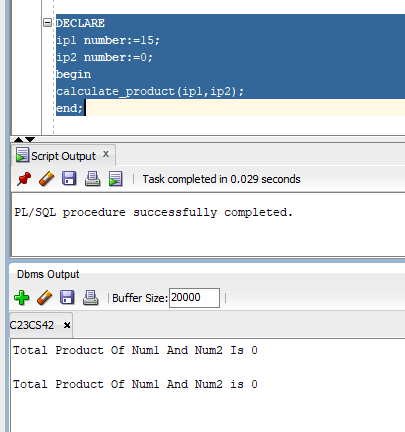 DECLARE
ip1 number:=15;
ip2 number:=0;
begin
calculate_product(ip1,ip2);
end;
Script Output x
Task completed in 0.029 seconds
PL/SQL procedure successfully completed.
Dbms Output
Buffer Size: 20000
C23CS42 x
Total Product Of Num1 And Num2 Is 0
Total Product Of Num1 And Num2 is 0